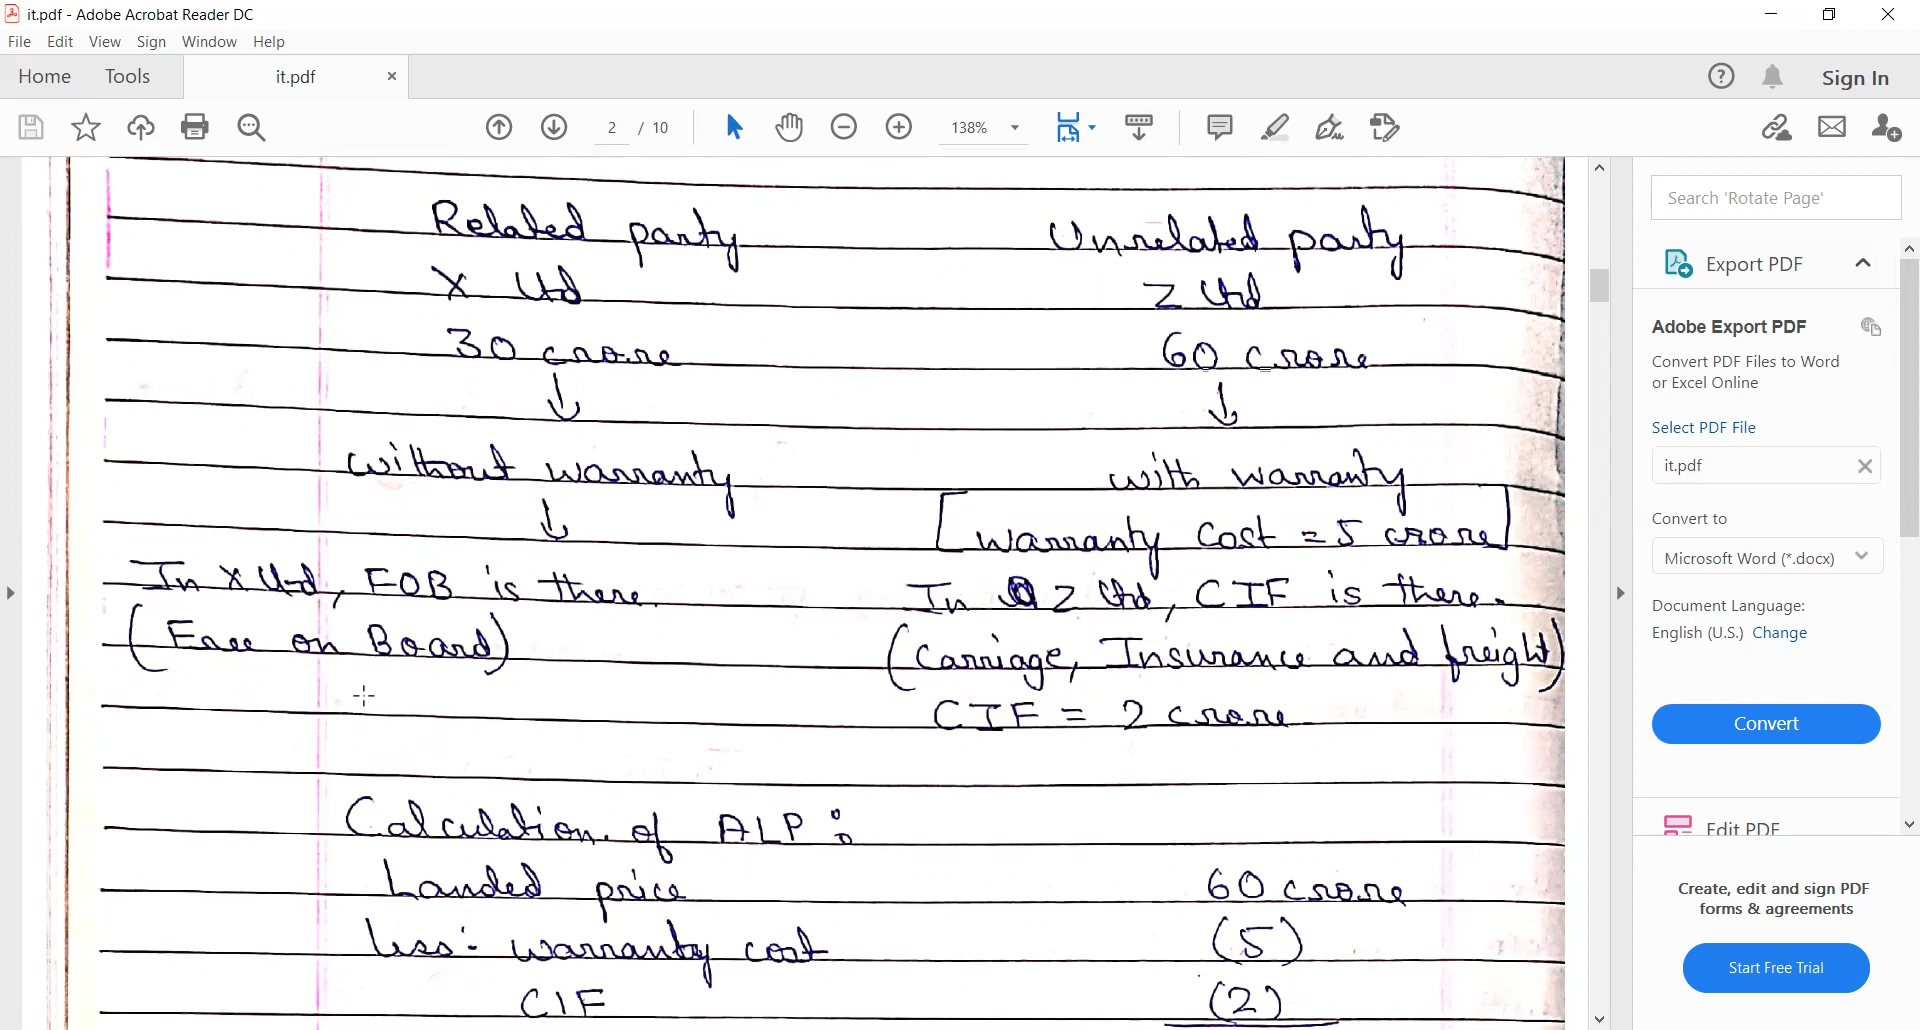 it.pdf - Adobe Acrobat Reader DC
File Edit View Sign Window Help
Home Tools it.pdf × Sign In
2 / 10 138%
Related party Unrelated party
X Ltd Z Ltd
30 crore 60 crore
without warranty with warranty
Warranty Cost = 5 crore
In X Ltd, FOB is there. In Z Ltd, CIF is there.
(Free on Board) (Carriage, Insurance and freight)
CIF = 2 crore
Calculation of ALP:
Landed price 60 crore
Less:- warranty cost (5)
CIF (2)
Search 'Rotate Page'
Export PDF
Adobe Export PDF
Convert PDF Files to Word
or Excel Online
Select PDF File
it.pdf
Convert to
Microsoft Word (*.docx)
Document Language:
English (U.S.) Change
Convert
Edit PDF
Create, edit and sign PDF
forms & agreements
Start Free Trial